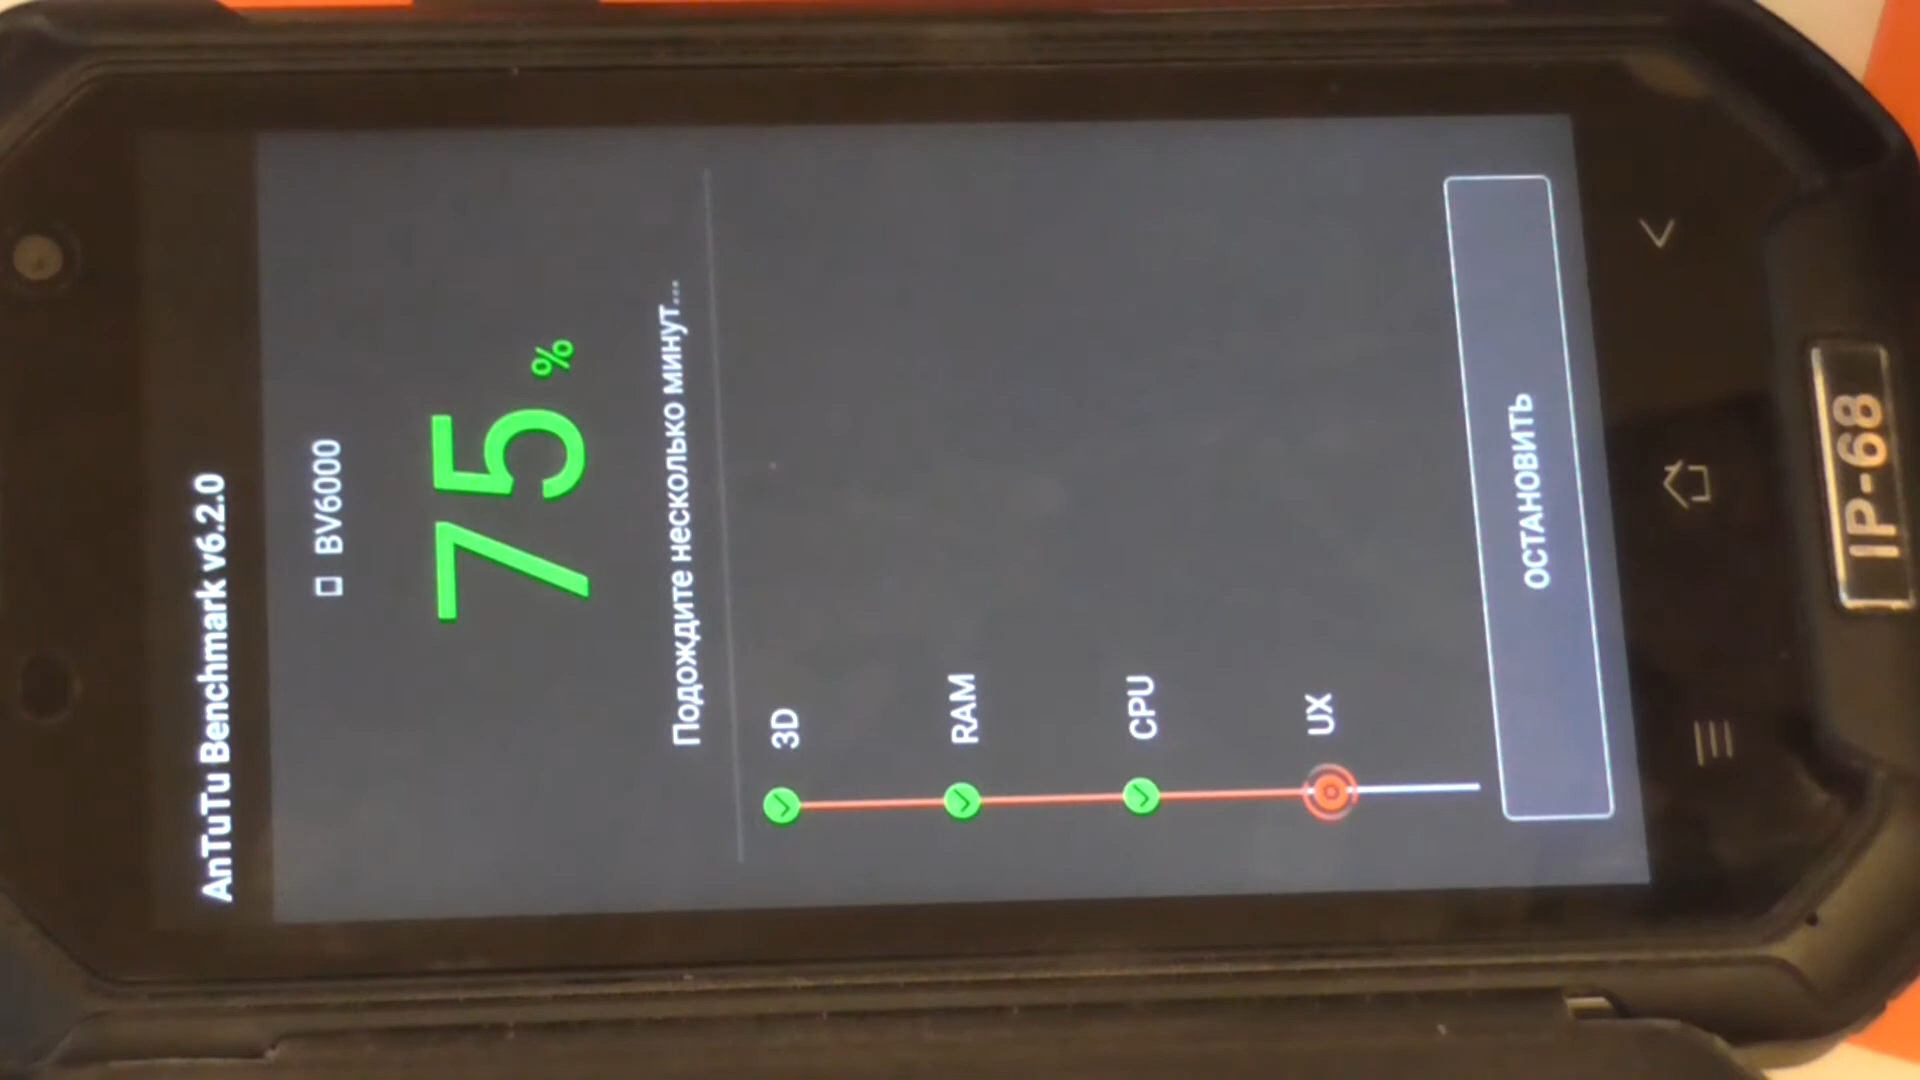 AnTuTu Benchmark v6.2.0
BV6000
75 %
Подождите несколько минут...
3D
RAM
CPU
UX
ОСТАНОВИТЬ
IP-68